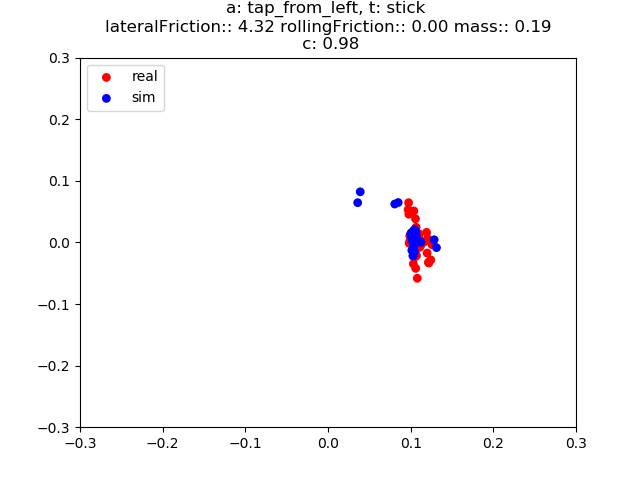 a: tap_from_left, t: stick
lateralFriction:: 4.32 rollingFriction:: 0.00 mass:: 0.19
c: 0.98
real
sim
0.3
0.2
0.1
0.0
−0.1
−0.2
−0.3
−0.3
−0.2
−0.1
0.0
0.1
0.2
0.3